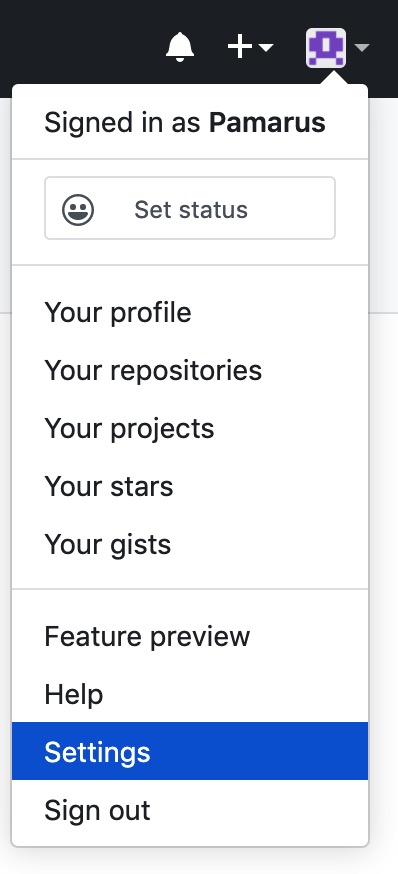 Signed in as Pamarus
Set status
Your profile
Your repositories
Your projects
Your stars
Your gists
Feature preview
Help
Settings
Sign out